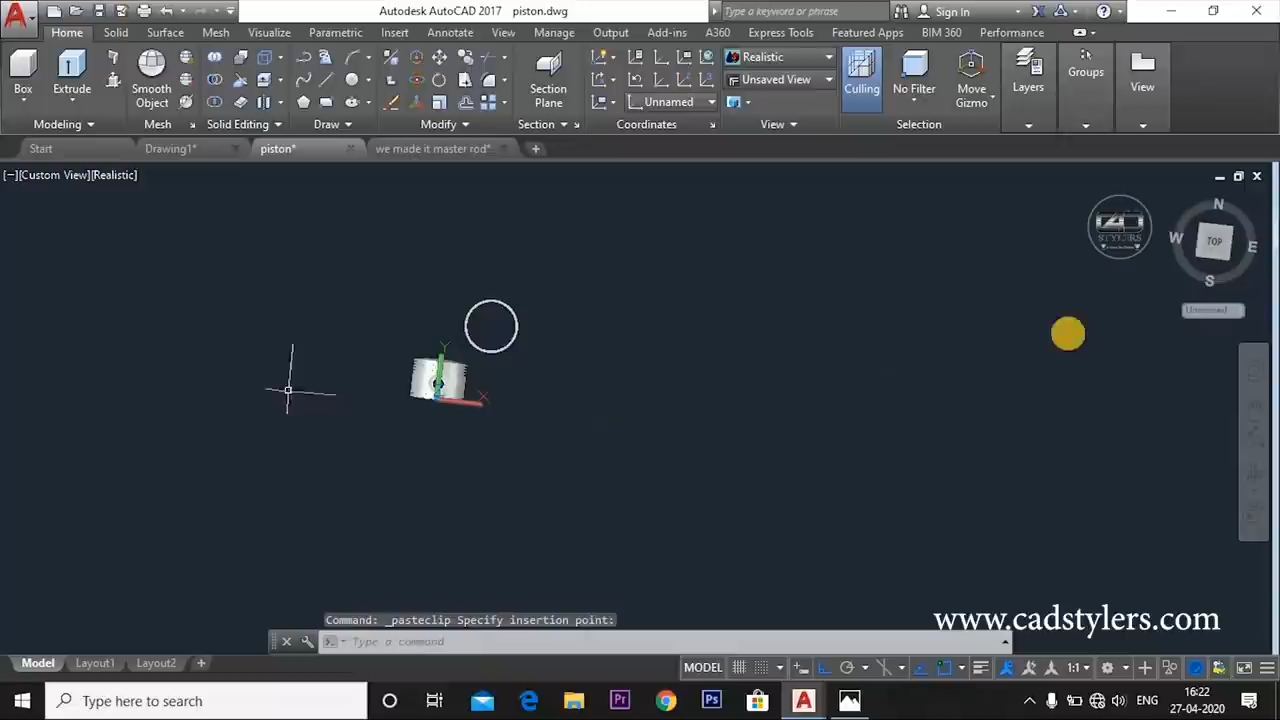 Autodesk AutoCAD 2017 piston.dwg
Type a keyword or phrase
Sign In
Home Solid Surface Mesh Visualize Parametric Insert Annotate View Manage Output Add-ins A360 Express Tools Featured Apps BIM 360 Performance
Realistic
Unsaved View
Unnamed
Box Extrude Smooth Object Section Plane Culling No Filter Move Gizmo Layers Groups View
Modeling Mesh Solid Editing Draw Modify Section Coordinates View Selection
Start Drawing1* piston* we made it master rod*
[−][Custom View][Realistic]
N
W TOP E
S
Unnamed
STYLERS
Y
X
Command: _pasteclip Specify insertion point:
Type a command
www.cadstylers.com
Model Layout1 Layout2
MODEL 1:1
Type here to search
Pr
Ps
ENG
16:22
27-04-2020